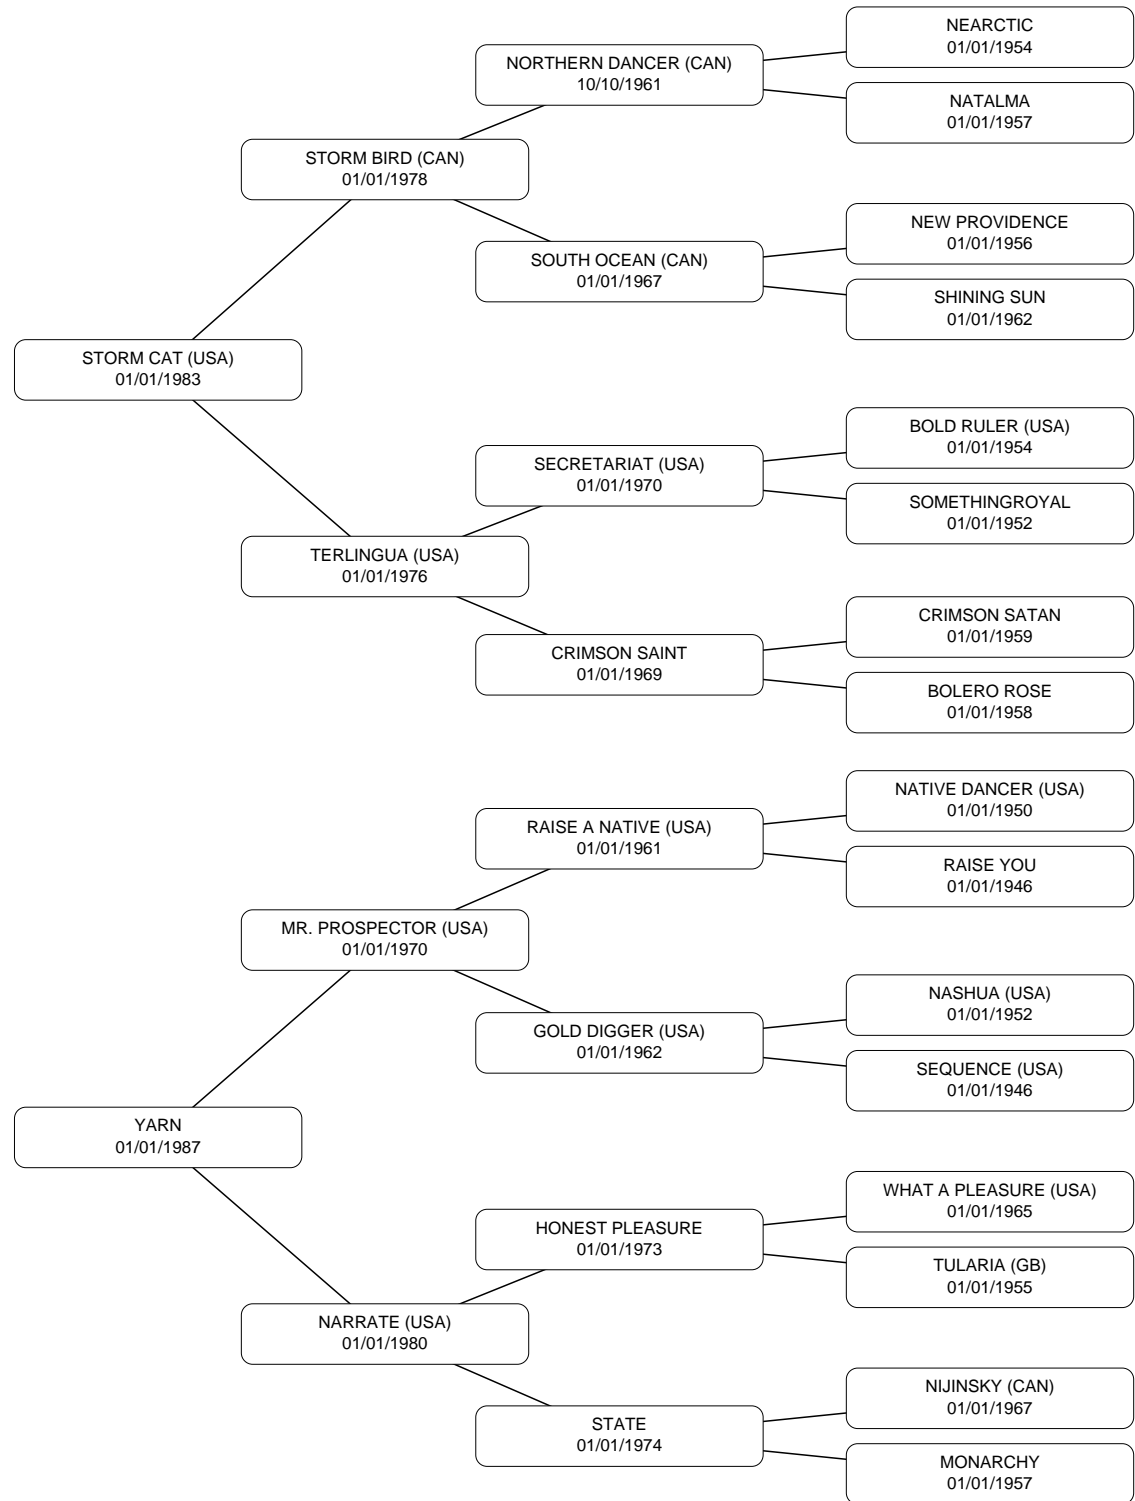 NEARCTIC
01/01/1954
NORTHERN DANCER (CAN)
10/10/1961
NATALMA
01/01/1957
STORM BIRD (CAN)
01/01/1978
NEW PROVIDENCE
01/01/1956
SOUTH OCEAN (CAN)
01/01/1967
SHINING SUN
01/01/1962
STORM CAT (USA)
01/01/1983
BOLD RULER (USA)
01/01/1954
SECRETARIAT (USA)
01/01/1970
SOMETHINGROYAL
01/01/1952
TERLINGUA (USA)
01/01/1976
CRIMSON SATAN
01/01/1959
CRIMSON SAINT
01/01/1969
BOLERO ROSE
01/01/1958
NATIVE DANCER (USA)
01/01/1950
RAISE A NATIVE (USA)
01/01/1961
RAISE YOU
01/01/1946
MR. PROSPECTOR (USA)
01/01/1970
NASHUA (USA)
01/01/1952
GOLD DIGGER (USA)
01/01/1962
SEQUENCE (USA)
01/01/1946
YARN
01/01/1987
WHAT A PLEASURE (USA)
01/01/1965
HONEST PLEASURE
01/01/1973
TULARIA (GB)
01/01/1955
NARRATE (USA)
01/01/1980
NIJINSKY (CAN)
01/01/1967
STATE
01/01/1974
MONARCHY
01/01/1957